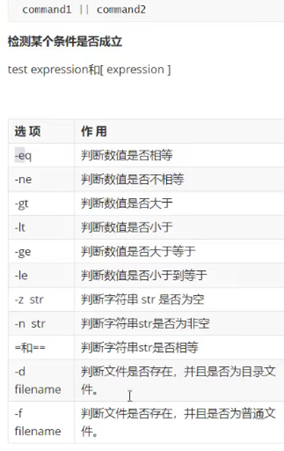 command1 || command2
检测某个条件是否成立
test expression和[ expression ]
选 项 作 用
-eq 判断数值是否相等
-ne 判断数值是否不相等
-gt 判断数值是否大于
-lt 判断数值是否小于
-ge 判断数值是否大于等于
-le 判断数值是否小于到等于
-z str 判断字符串 str 是否为空
-n str 判断字符串str是否为非空
=和== 判断字符串str是否相等
-d filename 判断文件是否存在，并且是否为目录文
件。
-f filename 判断文件是否存在，并且是否为普通文
件。